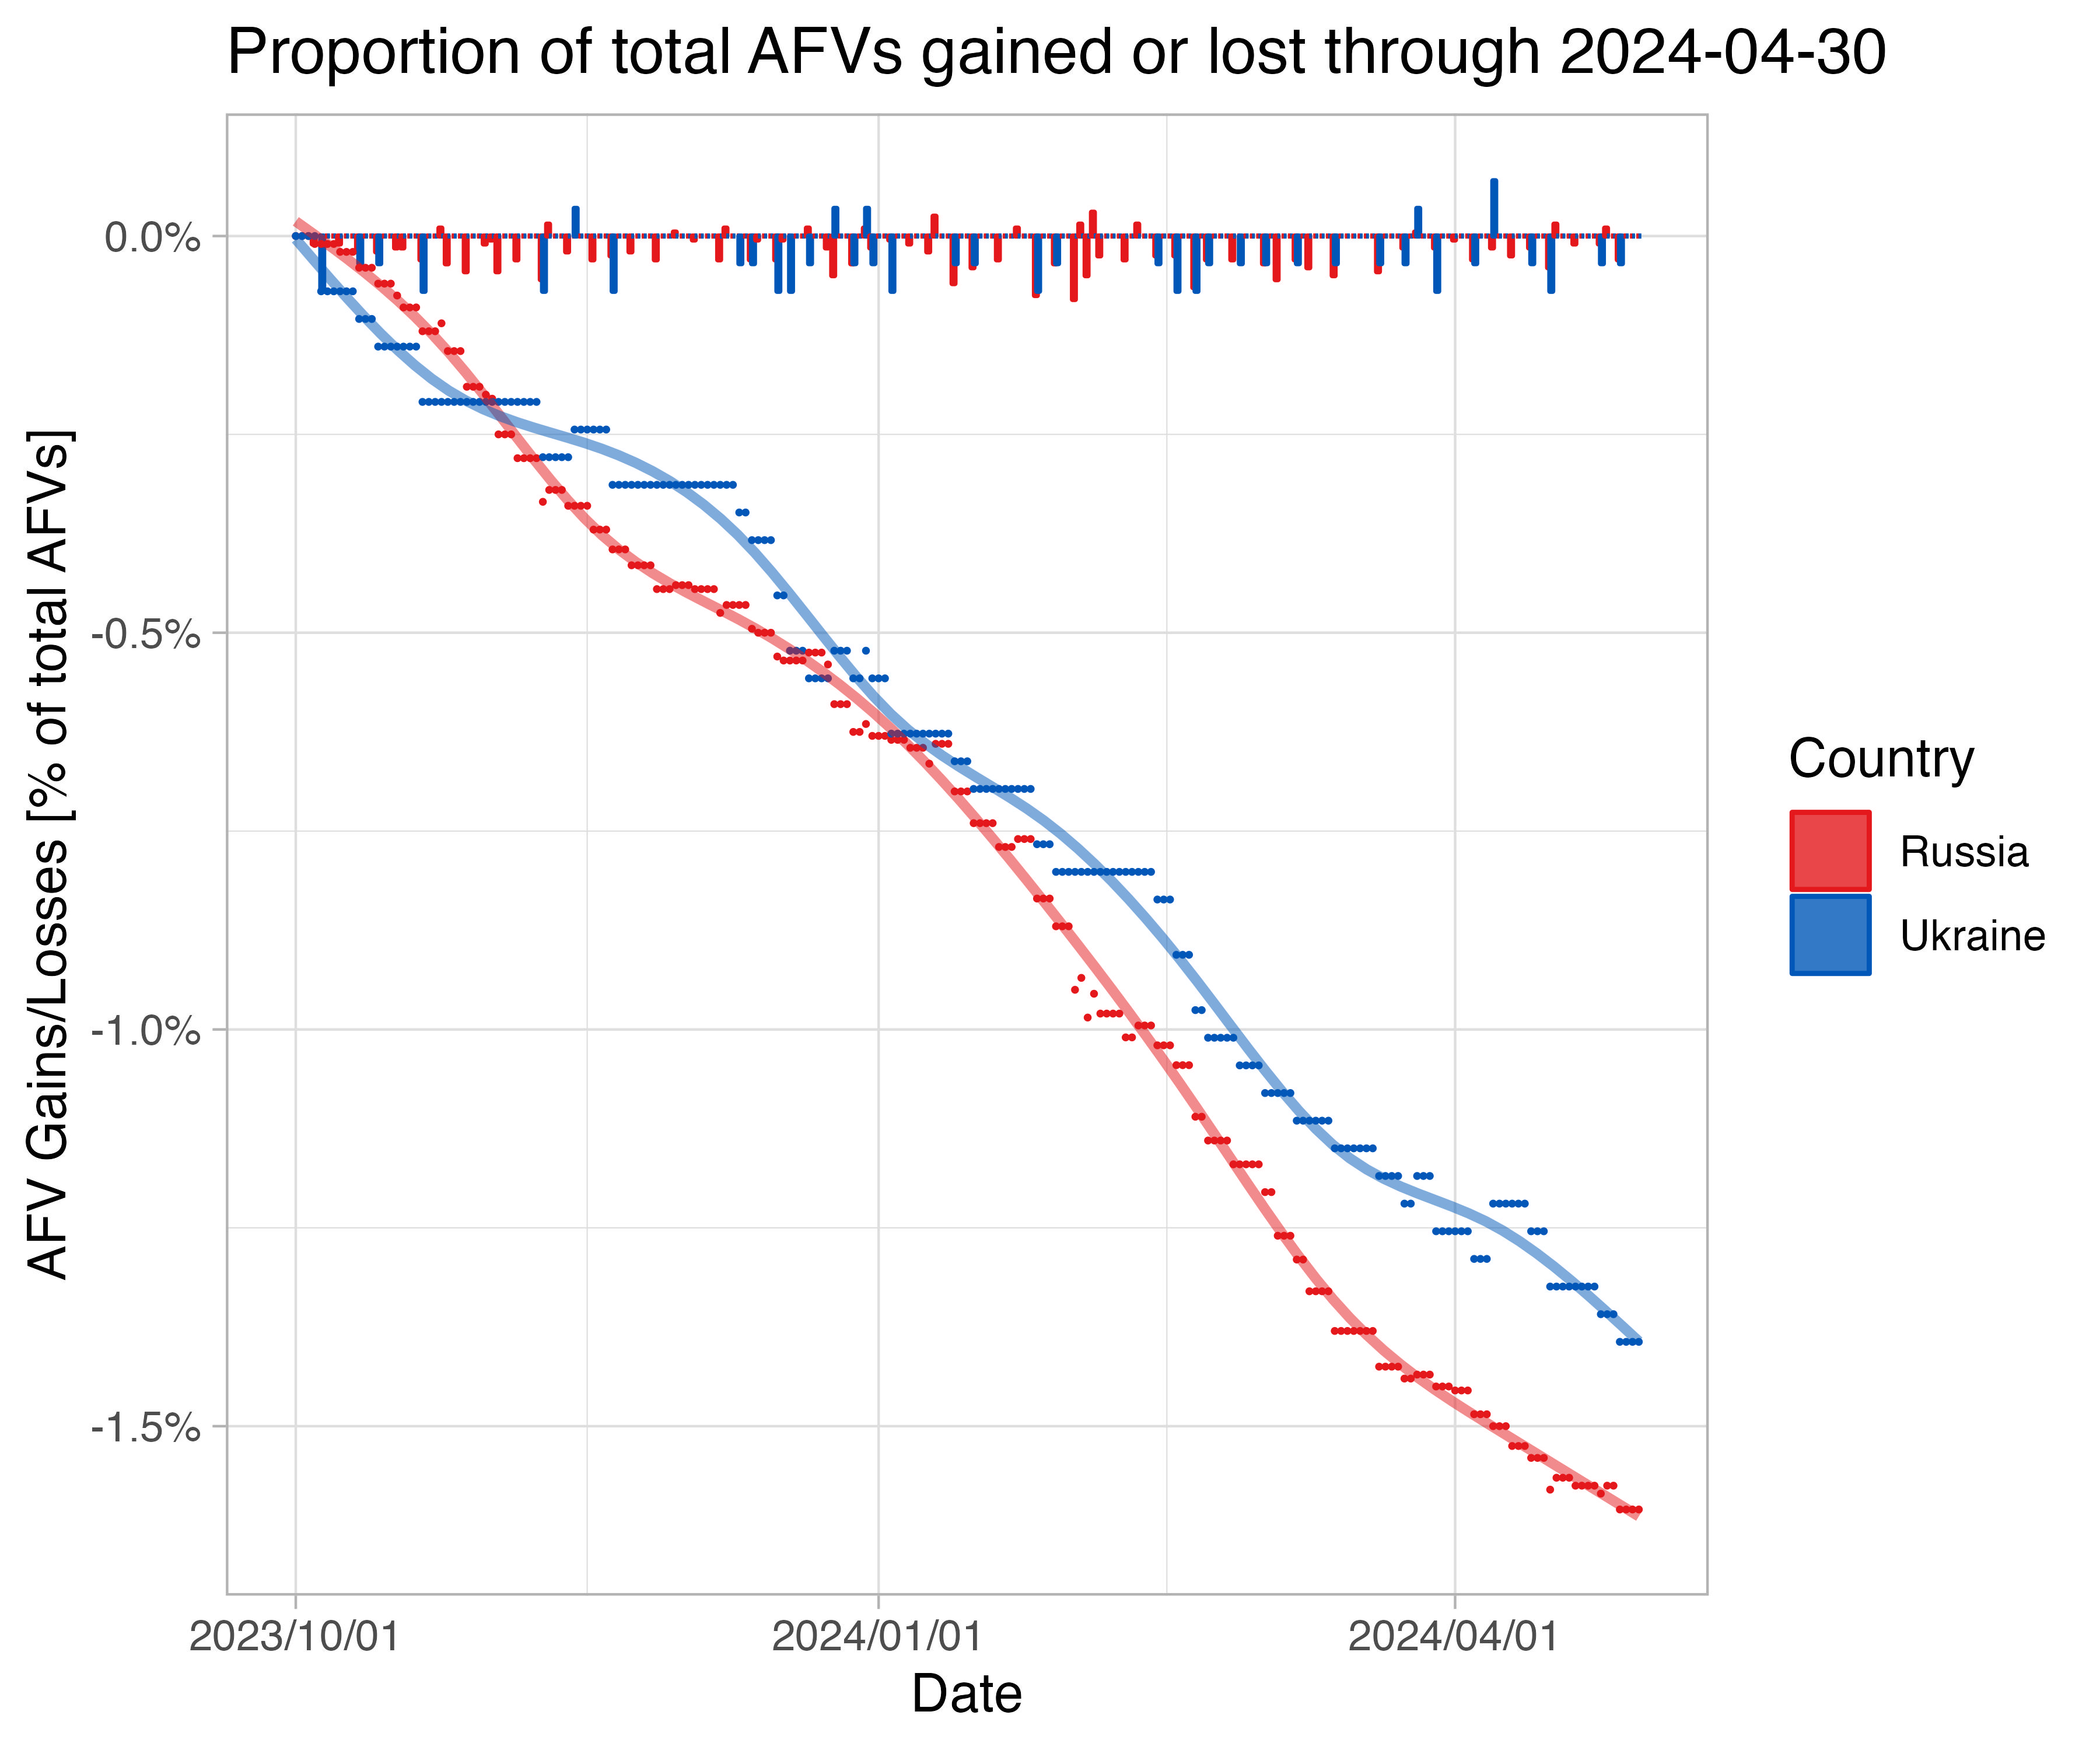 Proportion of total AFVs gained or lost through 2024-04-30
AFV Gains/Losses [% of total AFVs]
0.0%
-0.5%
-1.0%
-1.5%
2023/10/01
2024/01/01
2024/04/01
Date
Country
Russia
Ukraine